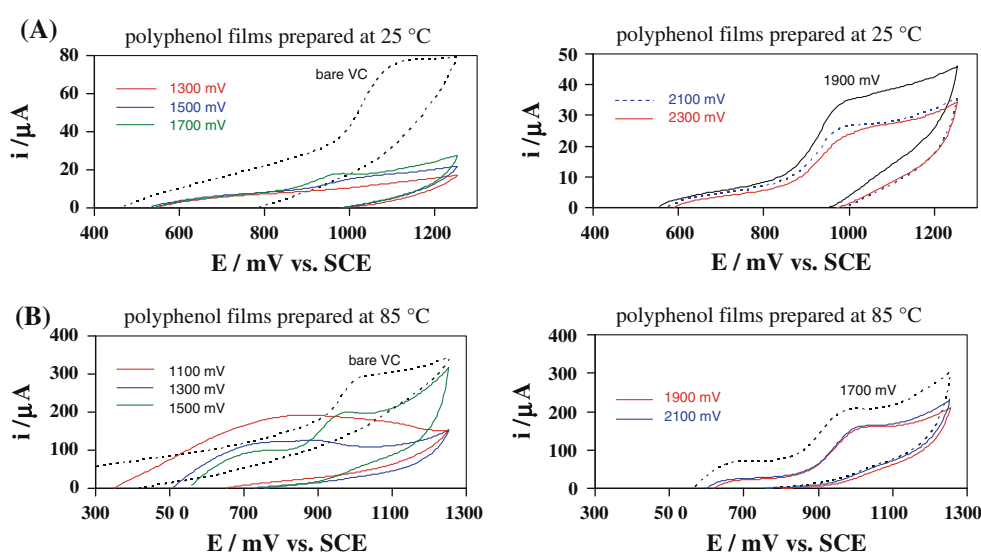 (A)
polyphenol films prepared at 25 °C
80
60
40
20
0
i /µA
bare VC
1300 mV
1500 mV
1700 mV
400 600 800 1000 1200
E / mV vs. SCE
polyphenol films prepared at 25 °C
50
40
30
20
10
0
i /µA
1900 mV
2100 mV
2300 mV
400 600 800 1000 1200
E / mV vs. SCE
(B)
polyphenol films prepared at 85 °C
400
300
200
100
0
i /µA
bare VC
1100 mV
1300 mV
1500 mV
300 50 0 700 900 1100 1300
E / mV vs. SCE
polyphenol films prepared at 85 °C
400
300
200
100
0
i /µA
1700 mV
1900 mV
2100 mV
300 50 0 700 900 1100 1300
E / mV vs. SCE